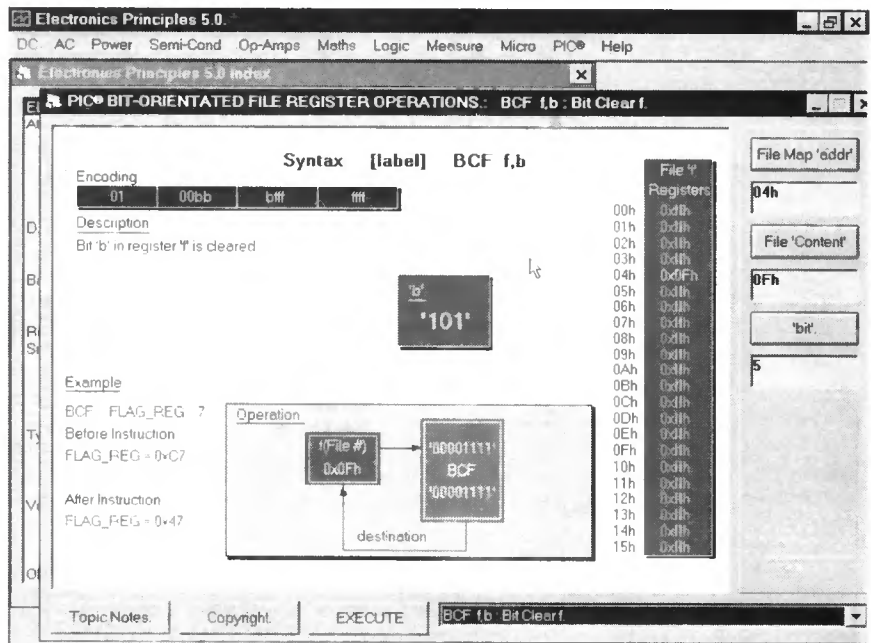 Electronics Principles 5.0.
DC AC Power Semi-Cond Op-Amps Maths Logic Measure Micro PIC® Help
Electronics Principles 5.0 Index
PIC® BIT-ORIENTATED FILE REGISTER OPERATIONS.: BCF f,b : Bit Clear f.
Syntax [label] BCF f,b
Encoding
01 00bb bfff ffff
Description
Bit 'b' in register 'f' is cleared
'b'
'101'
Example
BCF FLAG_REG 7
Before Instruction
FLAG_REG = 0xC7
After Instruction
FLAG_REG = 0x47
Operation
f(File #)
0x0Fh
'00001111'
BCF
'00001111'
destination
File 'f'
Registers
00h
01h
02h
03h
04h 0x0Fh
05h
06h
07h
08h
09h
0Ah
0Bh
0Ch
0Dh
0Eh
0Fh
10h
11h
12h
13h
14h
15h
File Map 'addr'
04h
File 'Content'
0Fh
'bit'.
5
Topic Notes.
Copyright.
EXECUTE
BCF f,b : Bit Clear f.